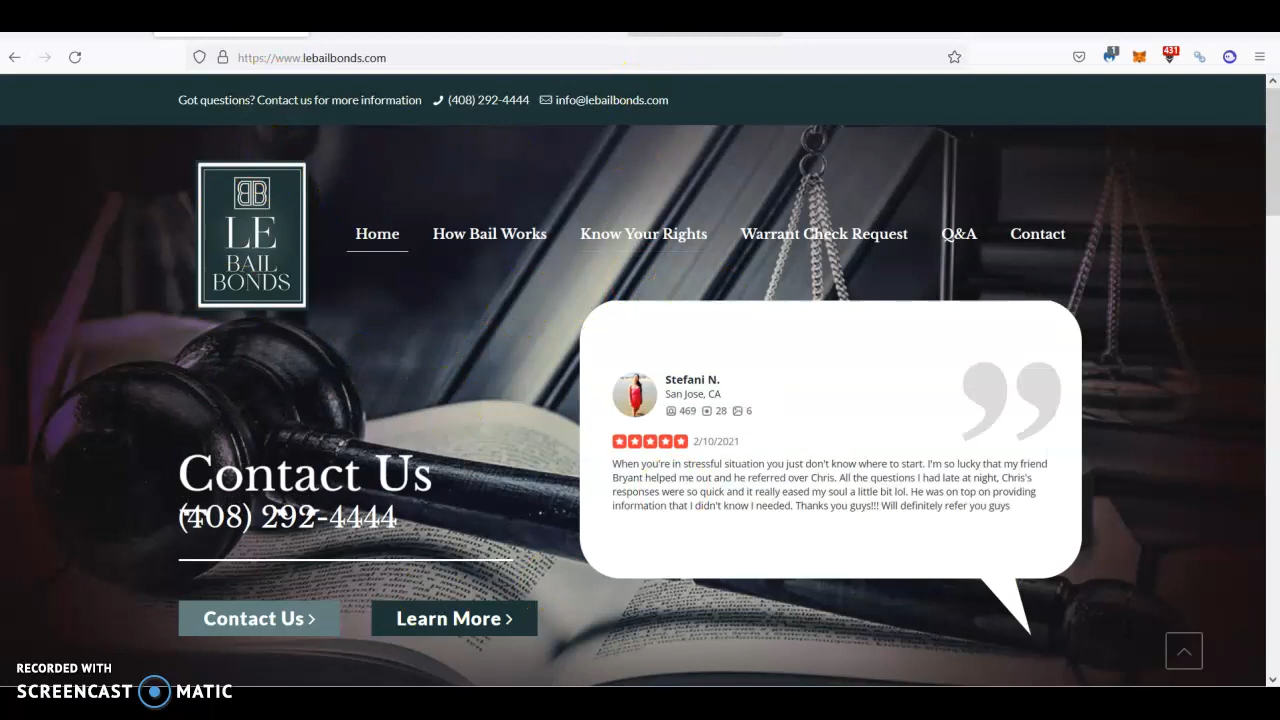 https://www.lebailbonds.com
1
431
Got questions? Contact us for more information (408) 292-4444 info@lebailbonds.com
BB
LE
BAIL
BONDS
Home How Bail Works Know Your Rights Warrant Check Request Q&A Contact
Stefani N.
San Jose, CA
469 28 6
2/10/2021
When you're in stressful situation you just don't know where to start. I'm so lucky that my friend
Bryant helped me out and he referred over Chris. All the questions I had late at night, Chris's
responses were so quick and it really eased my soul a little bit lol. He was on top on providing
information that I didn't know I needed. Thanks you guys!!! Will definitely refer you guys
Contact Us
(408) 292-4444
Contact Us > Learn More >
RECORDED WITH
SCREENCAST MATIC